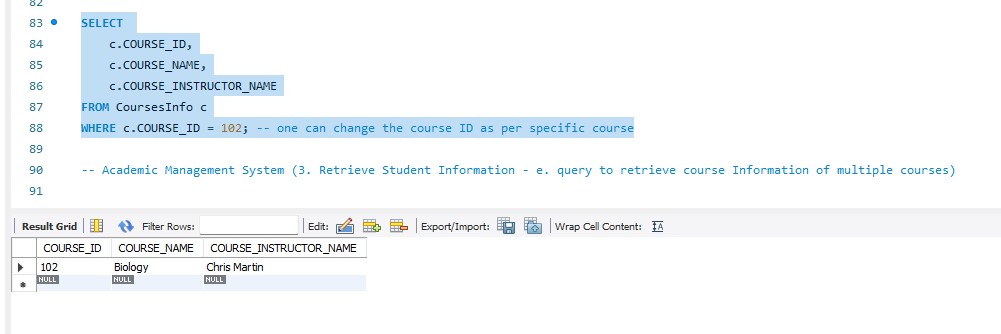 82
83 SELECT
84 c.COURSE_ID,
85 c.COURSE_NAME,
86 c.COURSE_INSTRUCTOR_NAME
87 FROM CoursesInfo c
88 WHERE c.COURSE_ID = 102; -- one can change the course ID as per specific course
89
90 -- Academic Management System (3. Retrieve Student Information - e. query to retrieve course Information of multiple courses)
91
Result Grid Filter Rows: Edit: Export/Import: Wrap Cell Content: IA
COURSE_ID COURSE_NAME COURSE_INSTRUCTOR_NAME
102 Biology Chris Martin
NULL NULL NULL